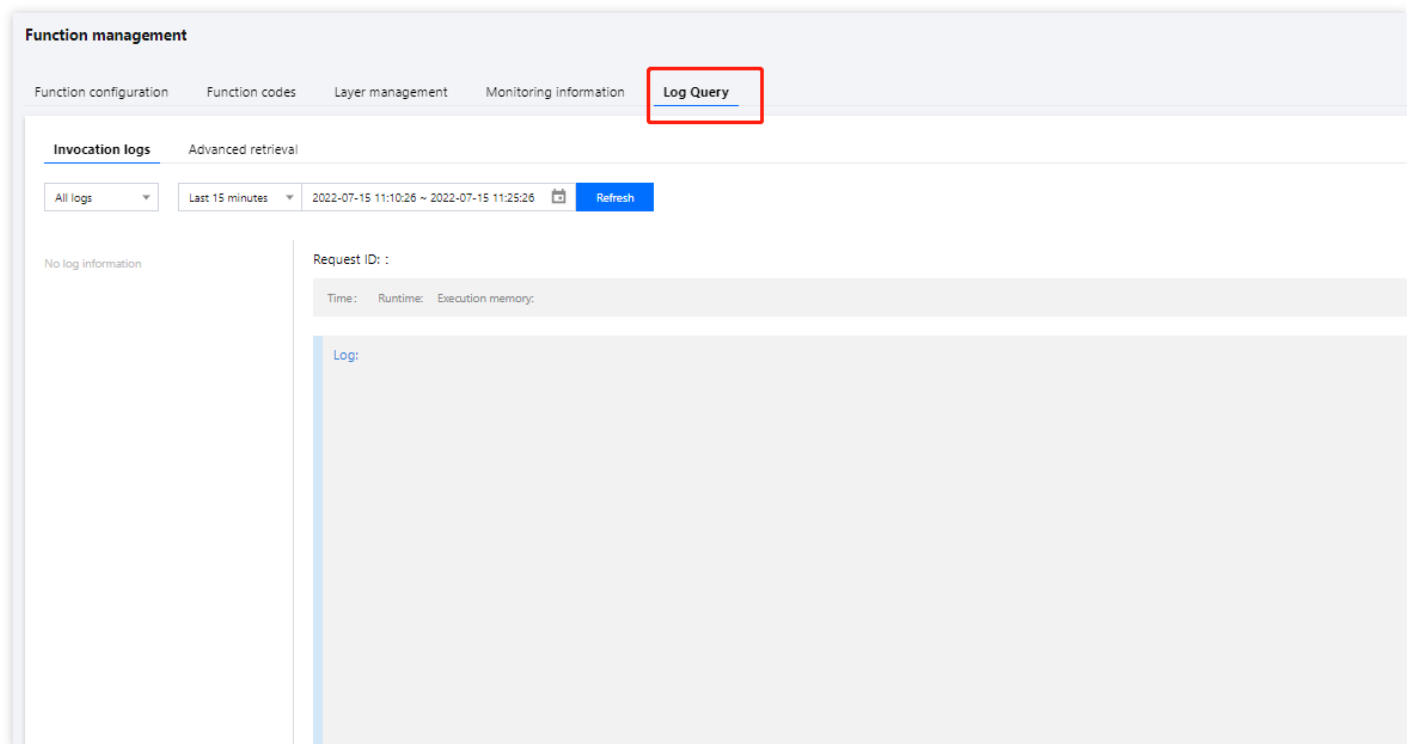 Function management
Function configuration Function codes Layer management Monitoring information Log Query
Invocation logs Advanced retrieval
All logs Last 15 minutes 2022-07-15 11:10:26 ~ 2022-07-15 11:25:26 Refresh
No log information
Request ID: :
Time: Runtime: Execution memory:
Log: